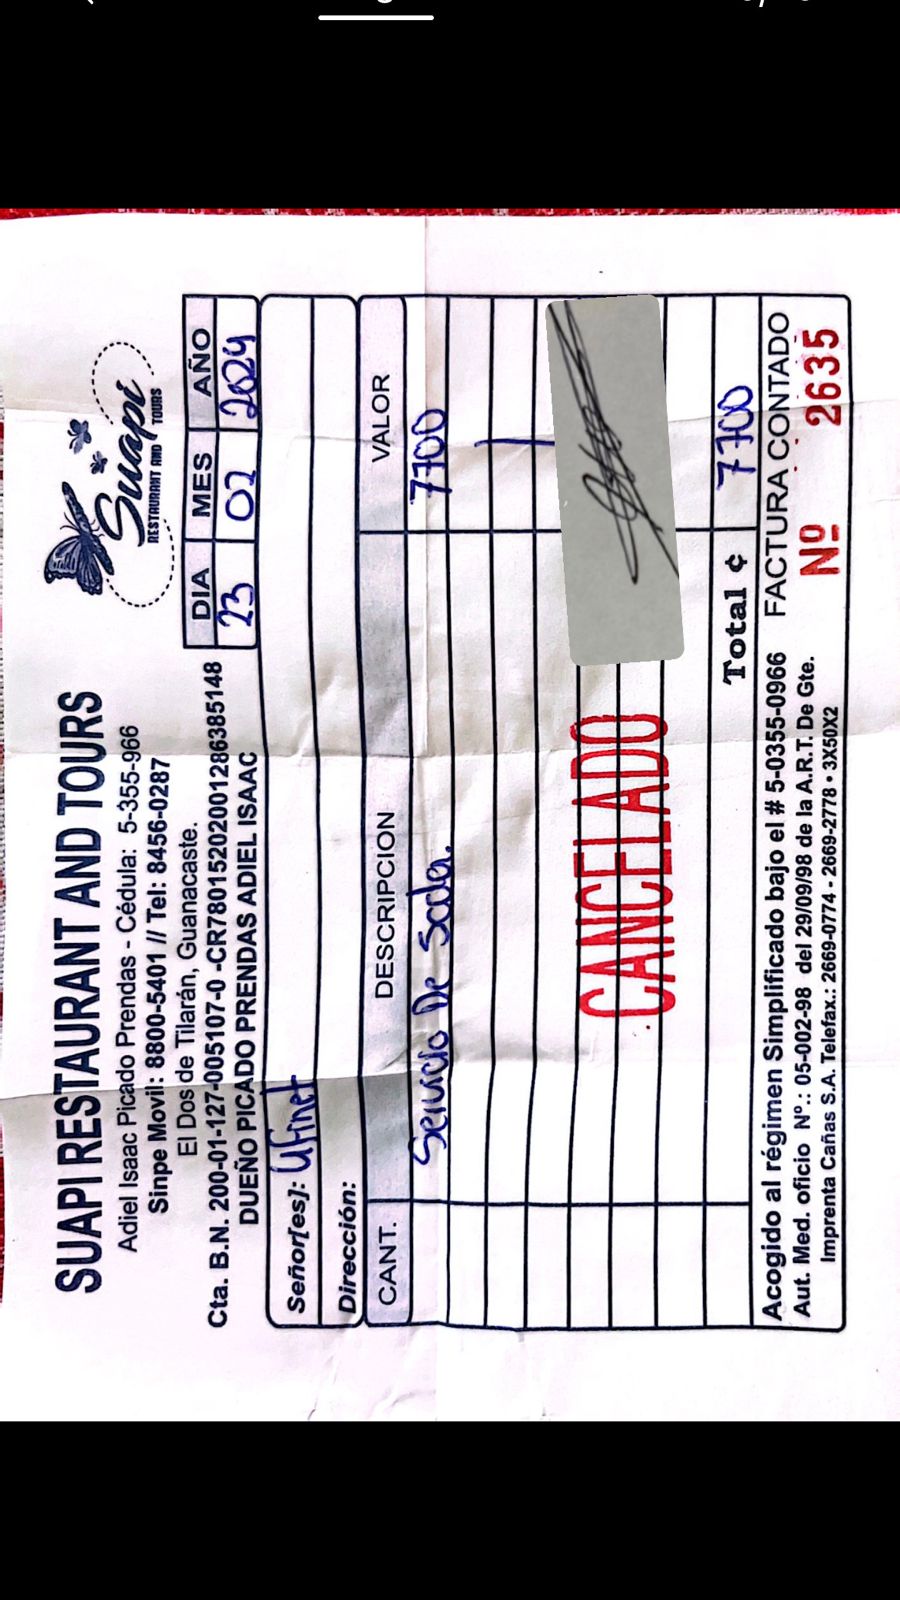 SUAPI RESTAURANT AND TOURS
Adiel Isaac Picado Prendas - Cédula: 5-355-966
Sinpe Movil: 8800-5401 // Tel: 8456-0287
El Dos de Tilarán, Guanacaste.
Cta. B.N. 200-01-127-005107-0 -CR78015202001286385148
DUEÑO PICADO PRENDAS ADIEL ISAAC
Suapi
RESTAURANT AND TOURS
DIA MES AÑO
23 02 2024
Señor[es]: Ufinet
Dirección:
CANT. DESCRIPCION VALOR
Servicio De Soda. 7700
CANCELADO
Total ¢ 7700
Acogido al régimen Simplificado bajo el # 5-0355-0966 FACTURA CONTADO
Aut. Med. oficio Nº.: 05-002-98 del 29/09/98 de la A.R.T. De Gte.
Imprenta Cañas S.A. Telefax.: 2669-0774 - 2669-2778 • 3X50X2
Nº 2635